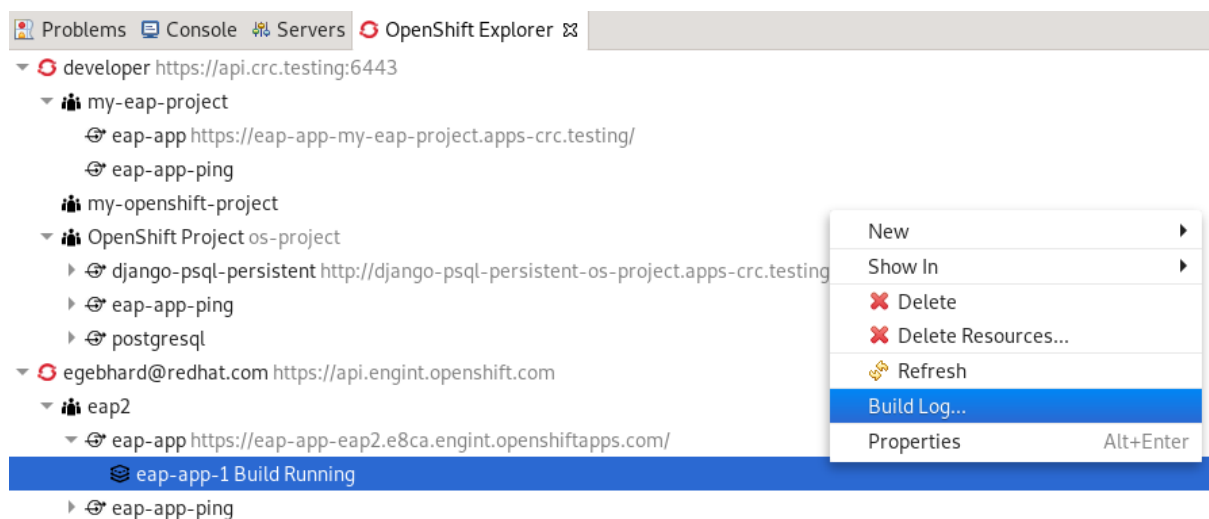 Problems Console Servers OpenShift Explorer
developer https://api.crc.testing:6443
my-eap-project
eap-app https://eap-app-my-eap-project.apps-crc.testing/
eap-app-ping
my-openshift-project
OpenShift Project os-project
django-psql-persistent http://django-psql-persistent-os-project.apps-crc.testing
eap-app-ping
postgresql
egebhard@redhat.com https://api.engint.openshift.com
eap2
eap-app https://eap-app-eap2.e8ca.engint.openshiftapps.com/
eap-app-1 Build Running
eap-app-ping
New
Show In
Delete
Delete Resources...
Refresh
Build Log...
Properties Alt+Enter